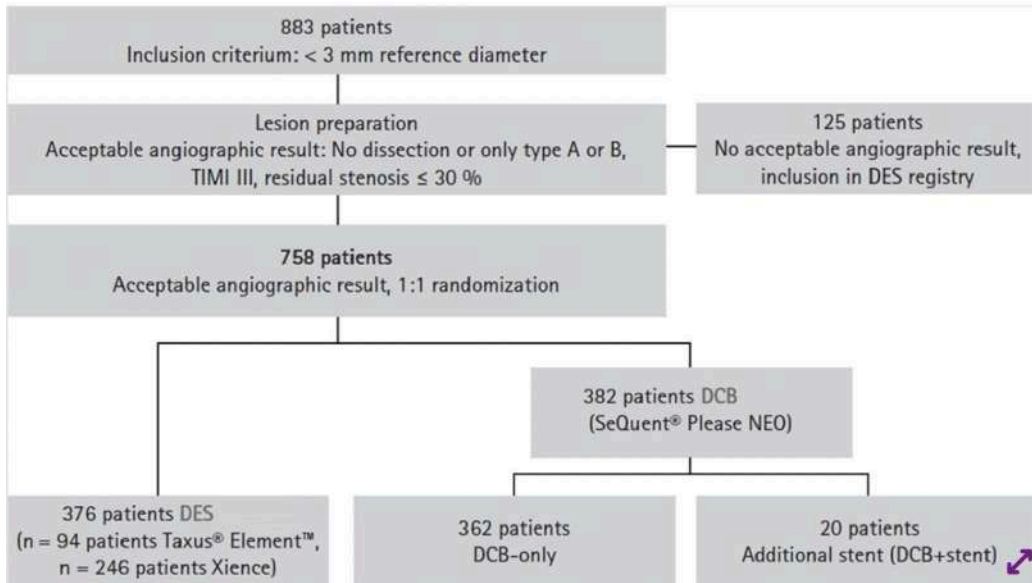 883 patients
Inclusion criterium: < 3 mm reference diameter
Lesion preparation
Acceptable angiographic result: No dissection or only type A or B,
TIMI III, residual stenosis ≤ 30 %
125 patients
No acceptable angiographic result,
inclusion in DES registry
758 patients
Acceptable angiographic result, 1:1 randomization
382 patients DCB
(SeQuent® Please NEO)
376 patients DES
(n = 94 patients Taxus® Element™,
n = 246 patients Xience)
362 patients
DCB-only
20 patients
Additional stent (DCB+stent)